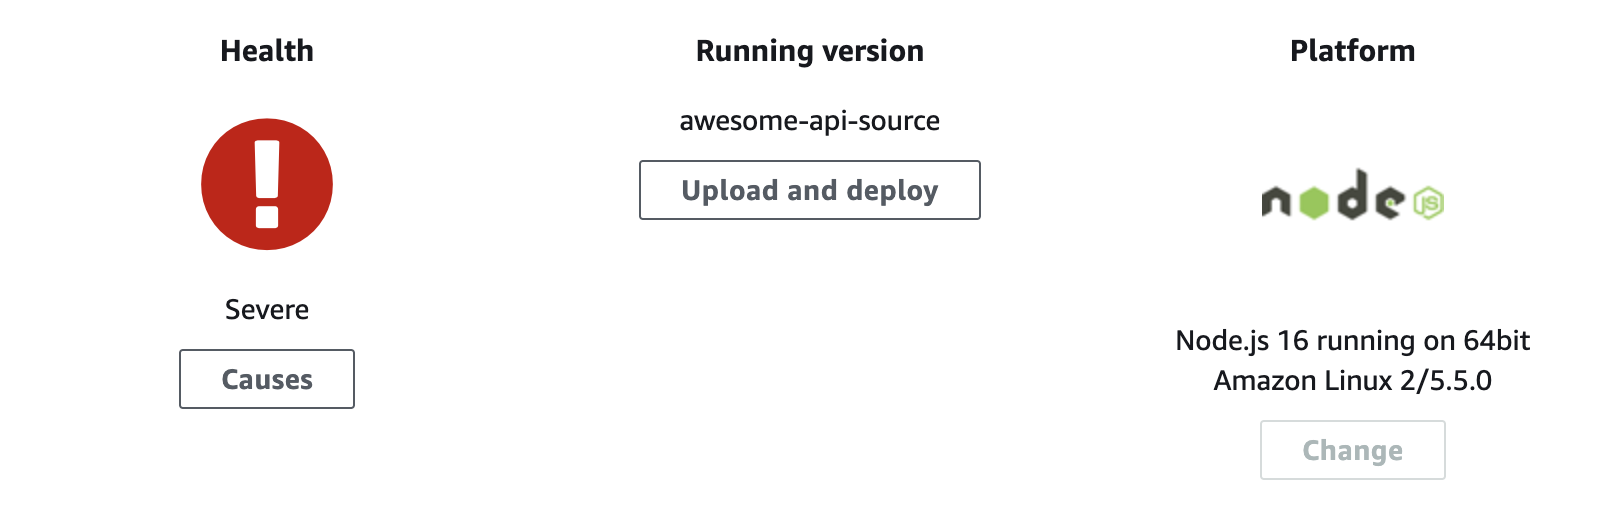 Health
Severe
Causes
Running version
awesome-api-source
Upload and deploy
Platform
node JS
Node.js 16 running on 64bit
Amazon Linux 2/5.5.0
Change